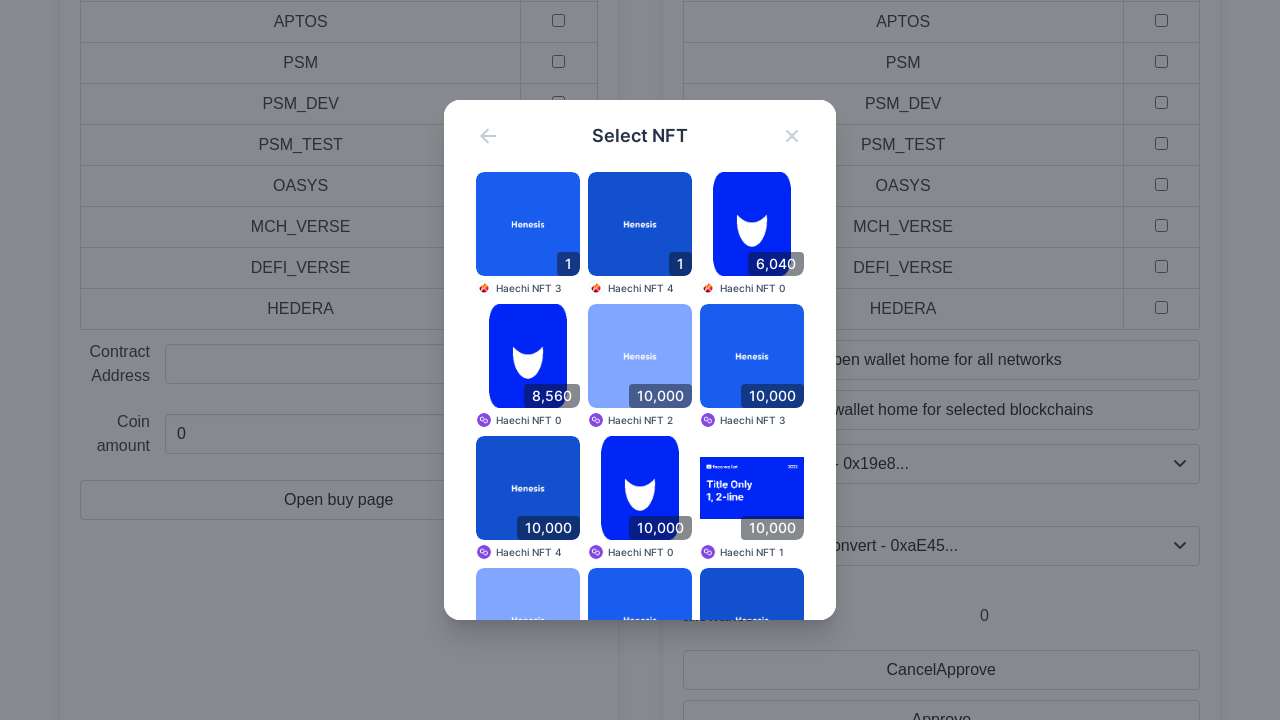 APTOS
APTOS
PSM
PSM
PSM_DEV
PSM_DEV
Select NFT
PSM_TEST
PSM_TEST
OASYS
OASYS
Henesis
Henesis
MCH_VERSE
MCH_VERSE
DEFI_VERSE
1
1
6,040
DEFI_VERSE
Haechi NFT 3
Haechi NFT 4
Haechi NFT 0
HEDERA
HEDERA
Contract
Address
Henesis
Henesis
pen wallet home for all networks
8,560
10,000
10,000
Haechi NFT 0
Haechi NFT 2
Haechi NFT 3
wallet home for selected blockchains
Coin
amount
0
- 0x19e8...
face wallet
2022
Title Only
1, 2-line
Henesis
Open buy page
10,000
10,000
10,000
Haechi NFT 4
Haechi NFT 0
Haechi NFT 1
onvert - 0xaE45...
Henesis
Henesis
Henesis
0
CancelApprove
Approve